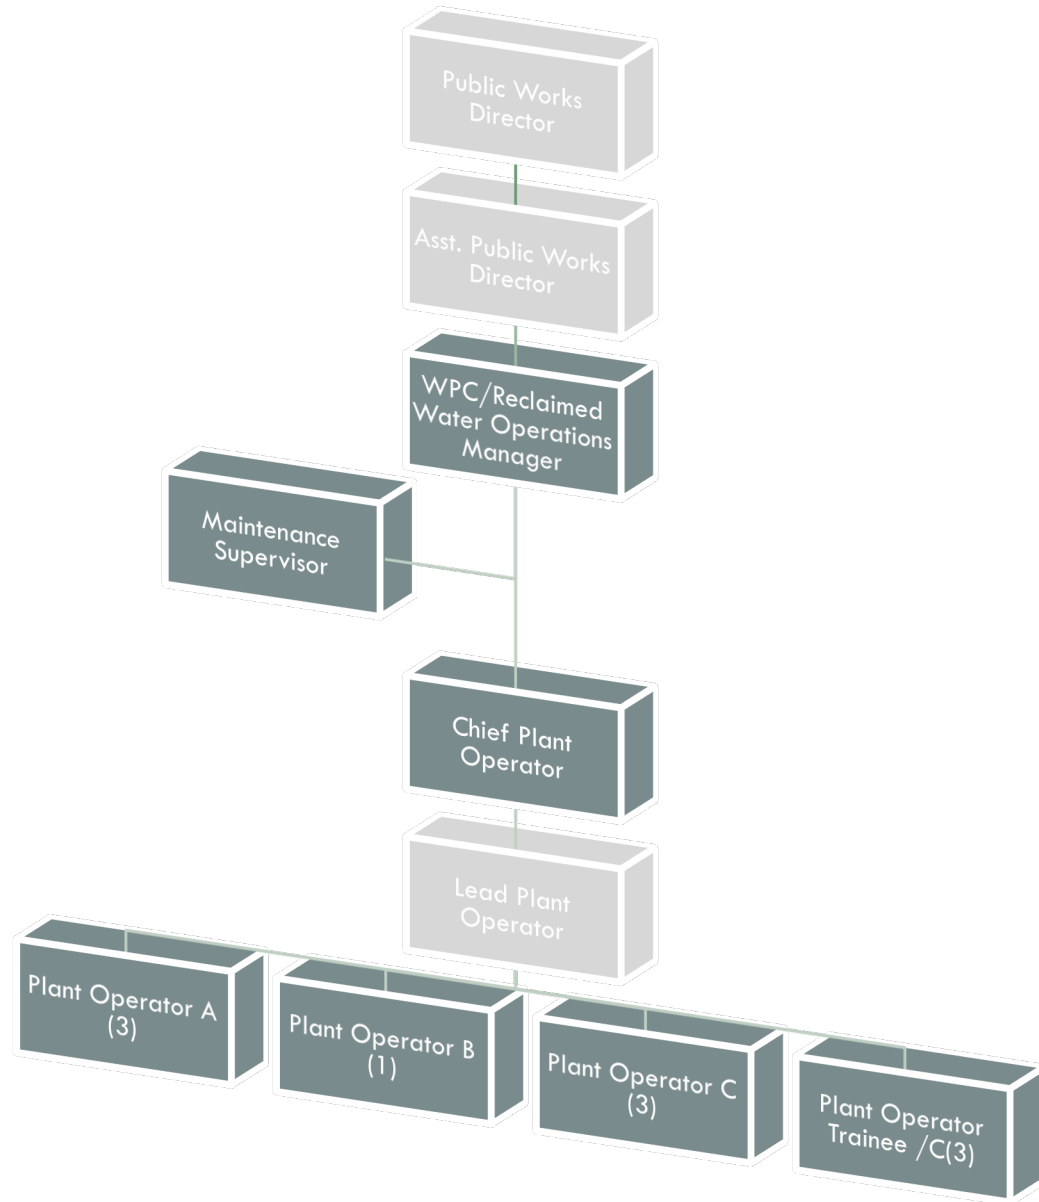 Public Works
Director
Asst. Public Works
Director
WPC/Reclaimed
Water Operations
Manager
Maintenance
Supervisor
Chief Plant
Operator
Lead Plant
Operator
Plant Operator A
(3)
Plant Operator B
(1)
Plant Operator C
(3)
Plant Operator
Trainee /C(3)